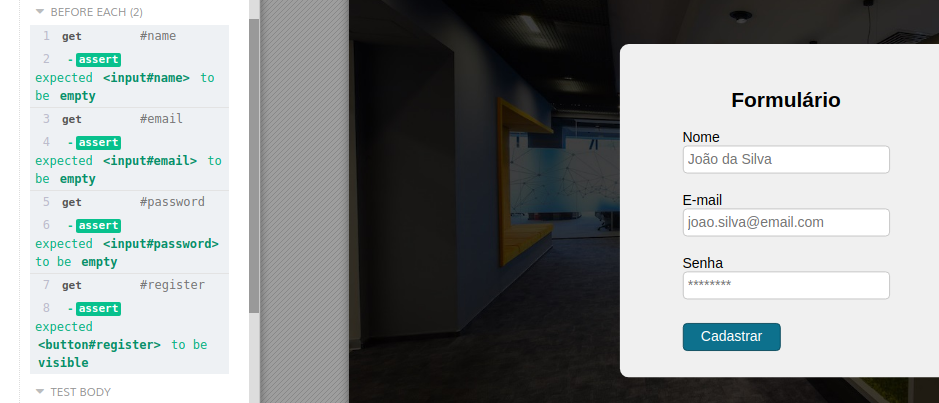 BEFORE EACH (2)
1 get #name
2 - assert
expected <input#name> to
be empty
3 get #email
4 - assert
expected <input#email> to
be empty
5 get #password
6 - assert
expected <input#password>
to be empty
7 get #register
8 - assert
expected
<button#register> to be
visible
TEST BODY
Formulário
Nome
João da Silva
E-mail
joao.silva@email.com
Senha
********
Cadastrar